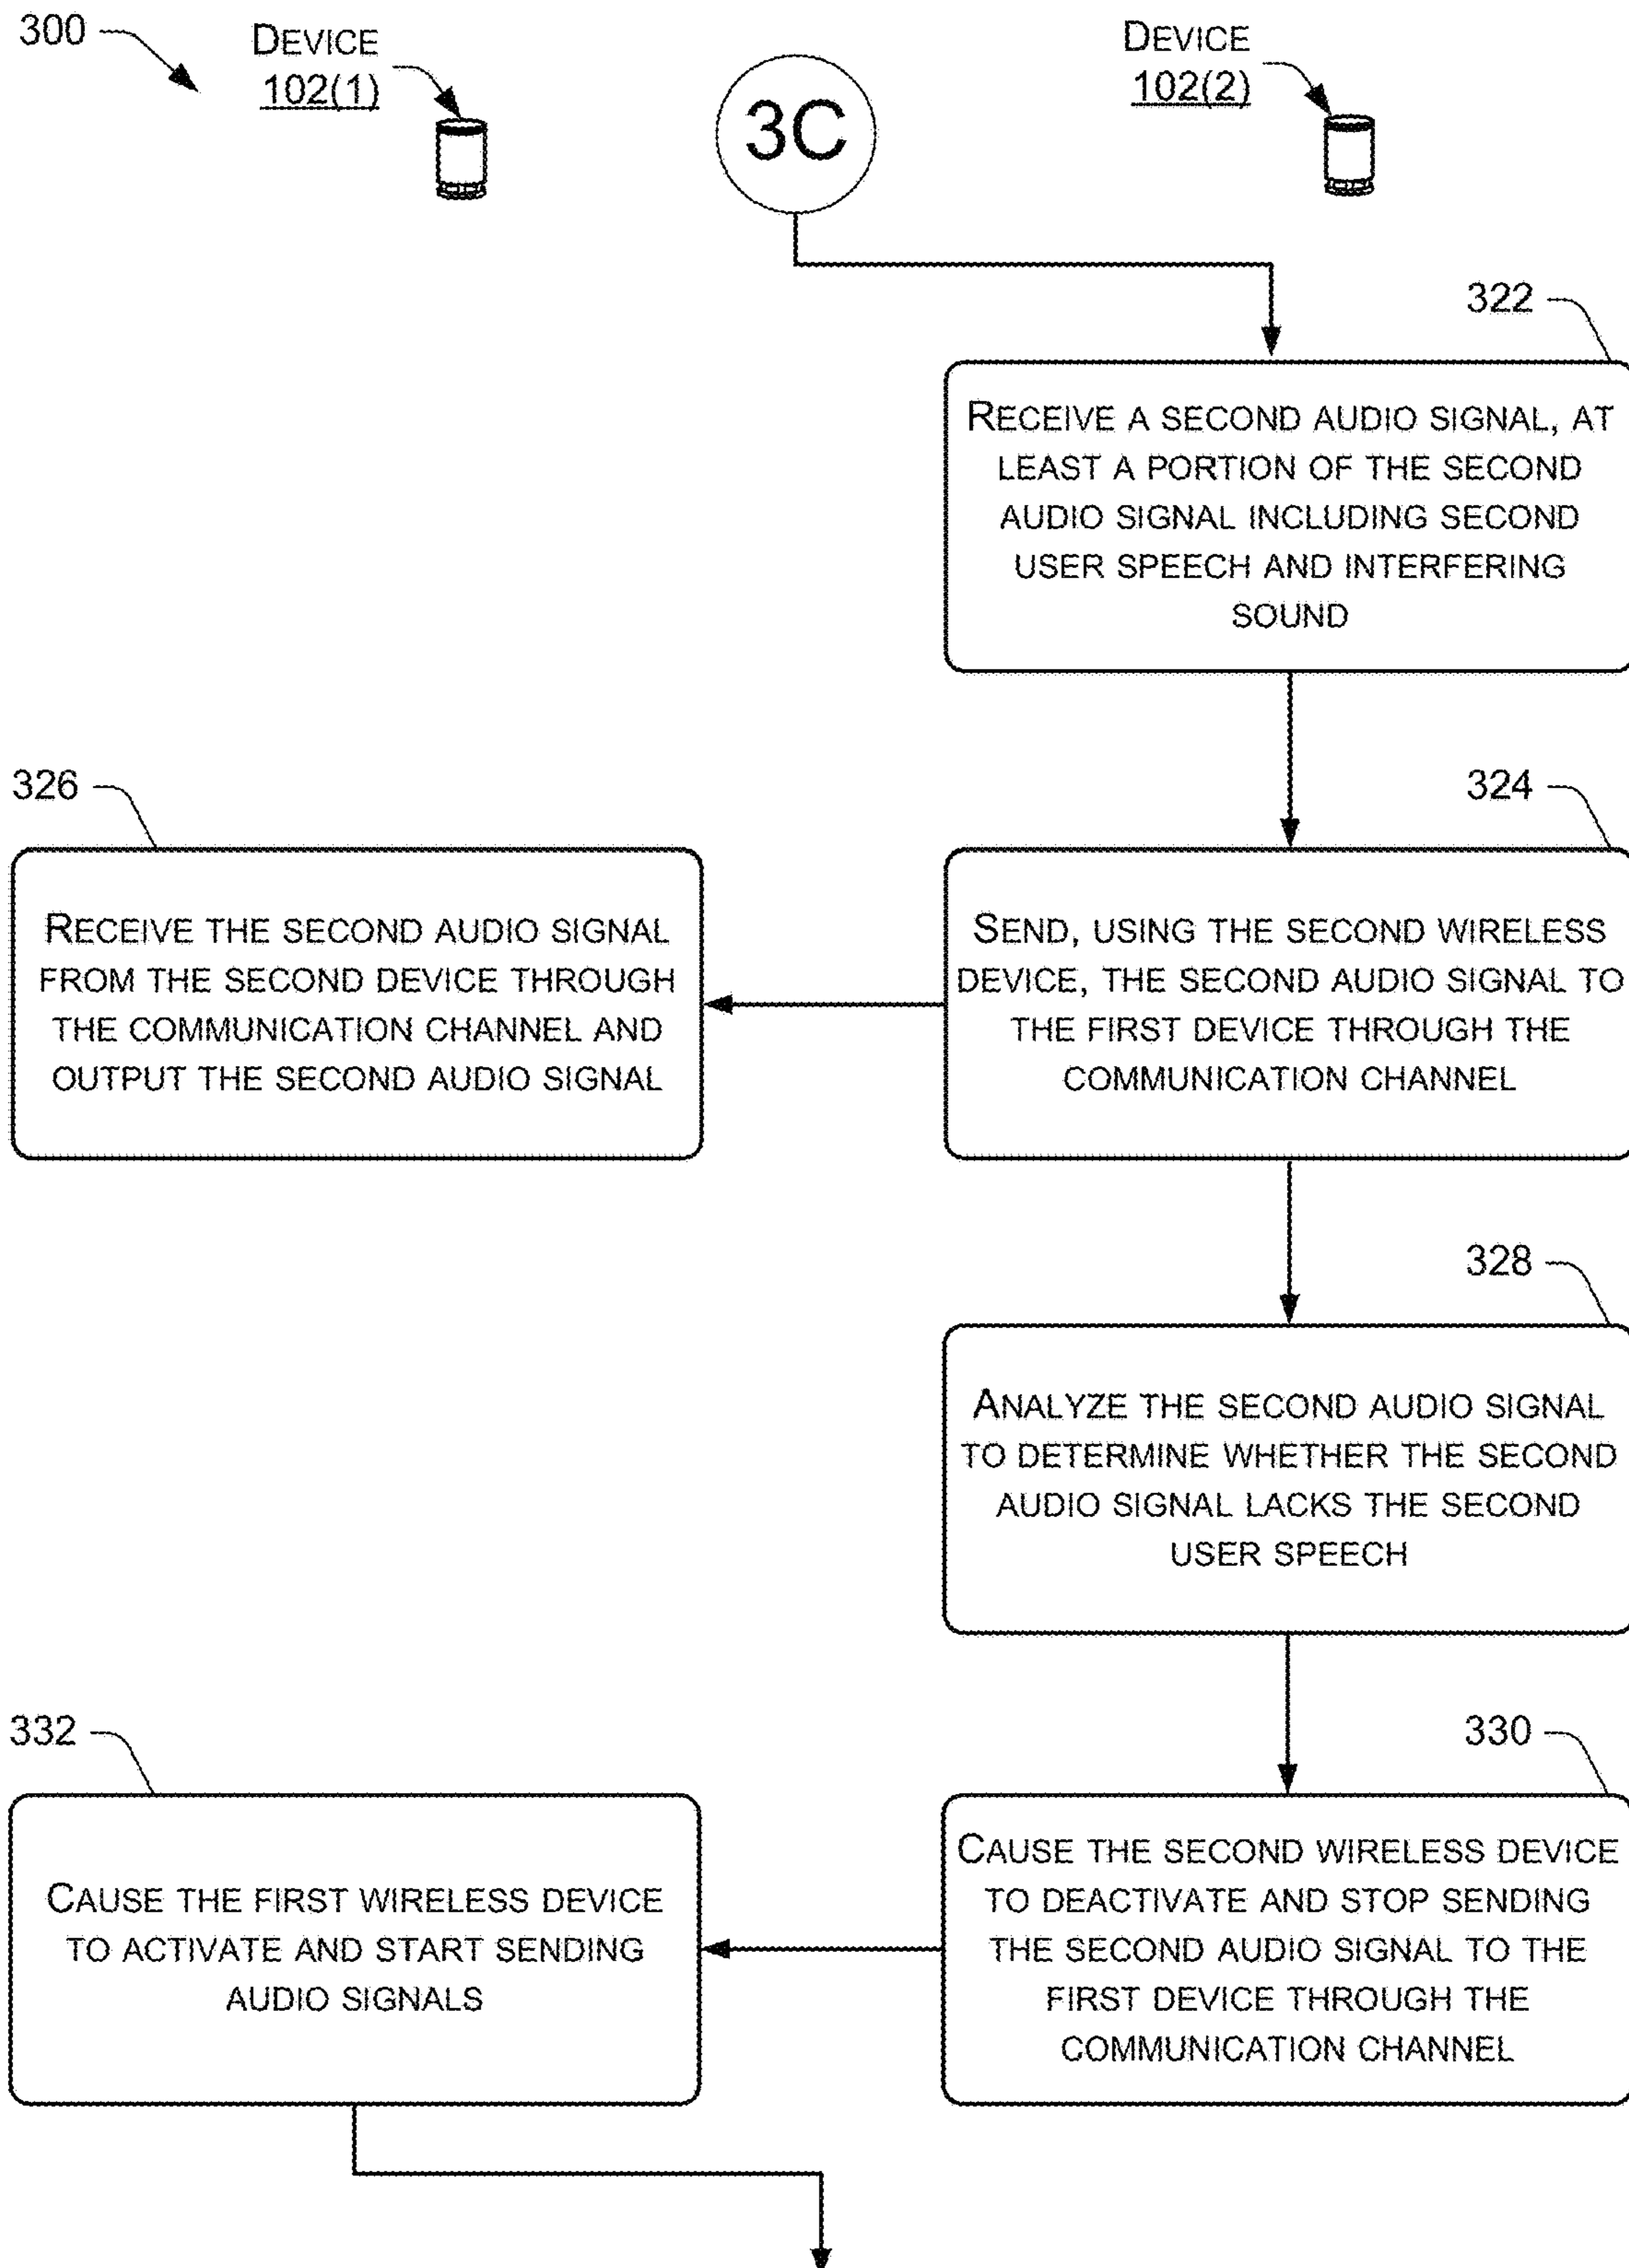 300
DEVICE
102(1)
3C
DEVICE
102(2)
322
RECEIVE A SECOND AUDIO SIGNAL, AT
LEAST A PORTION OF THE SECOND
AUDIO SIGNAL INCLUDING SECOND
USER SPEECH AND INTERFERING
SOUND
326
RECEIVE THE SECOND AUDIO SIGNAL
FROM THE SECOND DEVICE THROUGH
THE COMMUNICATION CHANNEL AND
OUTPUT THE SECOND AUDIO SIGNAL
324
SEND, USING THE SECOND WIRELESS
DEVICE, THE SECOND AUDIO SIGNAL TO
THE FIRST DEVICE THROUGH THE
COMMUNICATION CHANNEL
328
ANALYZE THE SECOND AUDIO SIGNAL
TO DETERMINE WHETHER THE SECOND
AUDIO SIGNAL LACKS THE SECOND
USER SPEECH
332
CAUSE THE FIRST WIRELESS DEVICE
TO ACTIVATE AND START SENDING
AUDIO SIGNALS
330
CAUSE THE SECOND WIRELESS DEVICE
TO DEACTIVATE AND STOP SENDING
THE SECOND AUDIO SIGNAL TO THE
FIRST DEVICE THROUGH THE
COMMUNICATION CHANNEL